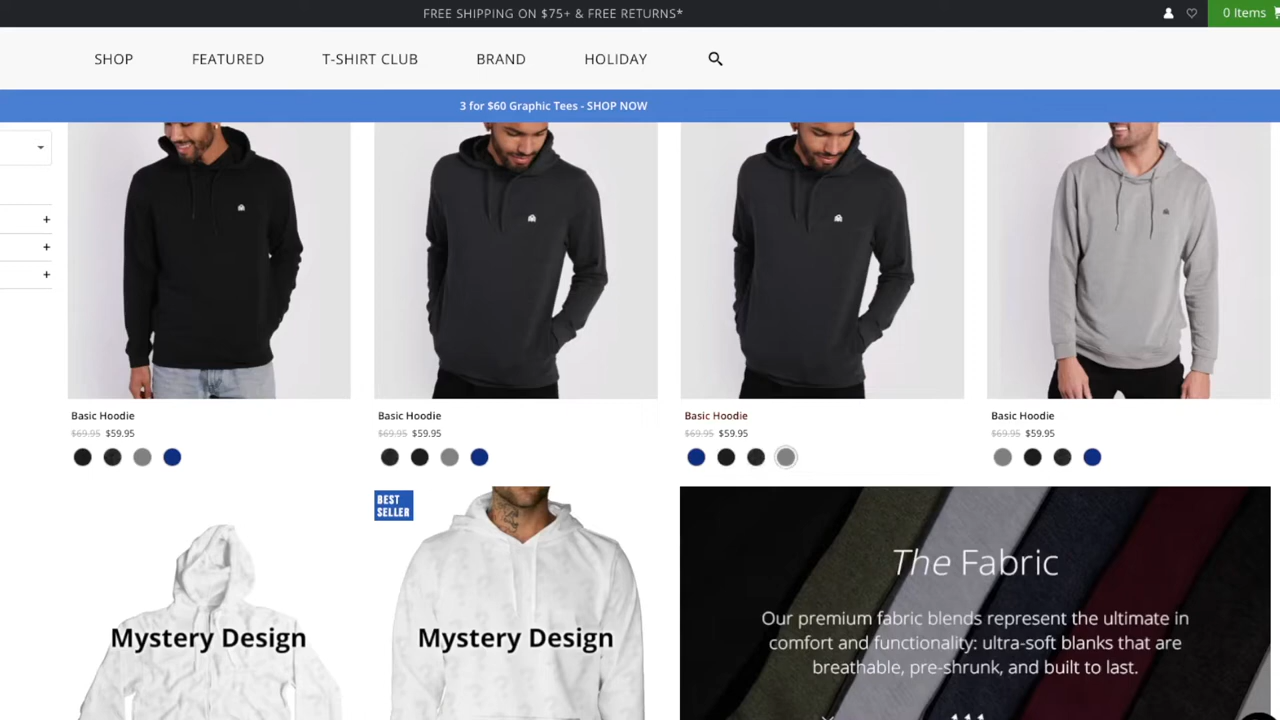 FREE SHIPPING ON $75+ & FREE RETURNS*
0 Items
SHOP
FEATURED
T-SHIRT CLUB
BRAND
HOLIDAY
3 for $60 Graphic Tees - SHOP NOW
Basic Hoodie
$69.95 $59.95
Basic Hoodie
$69.95 $59.95
Basic Hoodie
$69.95 $59.95
Basic Hoodie
$69.95 $59.95
Mystery Design
BEST
SELLER
Mystery Design
The Fabric
Our premium fabric blends represent the ultimate in
comfort and functionality: ultra-soft blanks that are
breathable, pre-shrunk, and built to last.